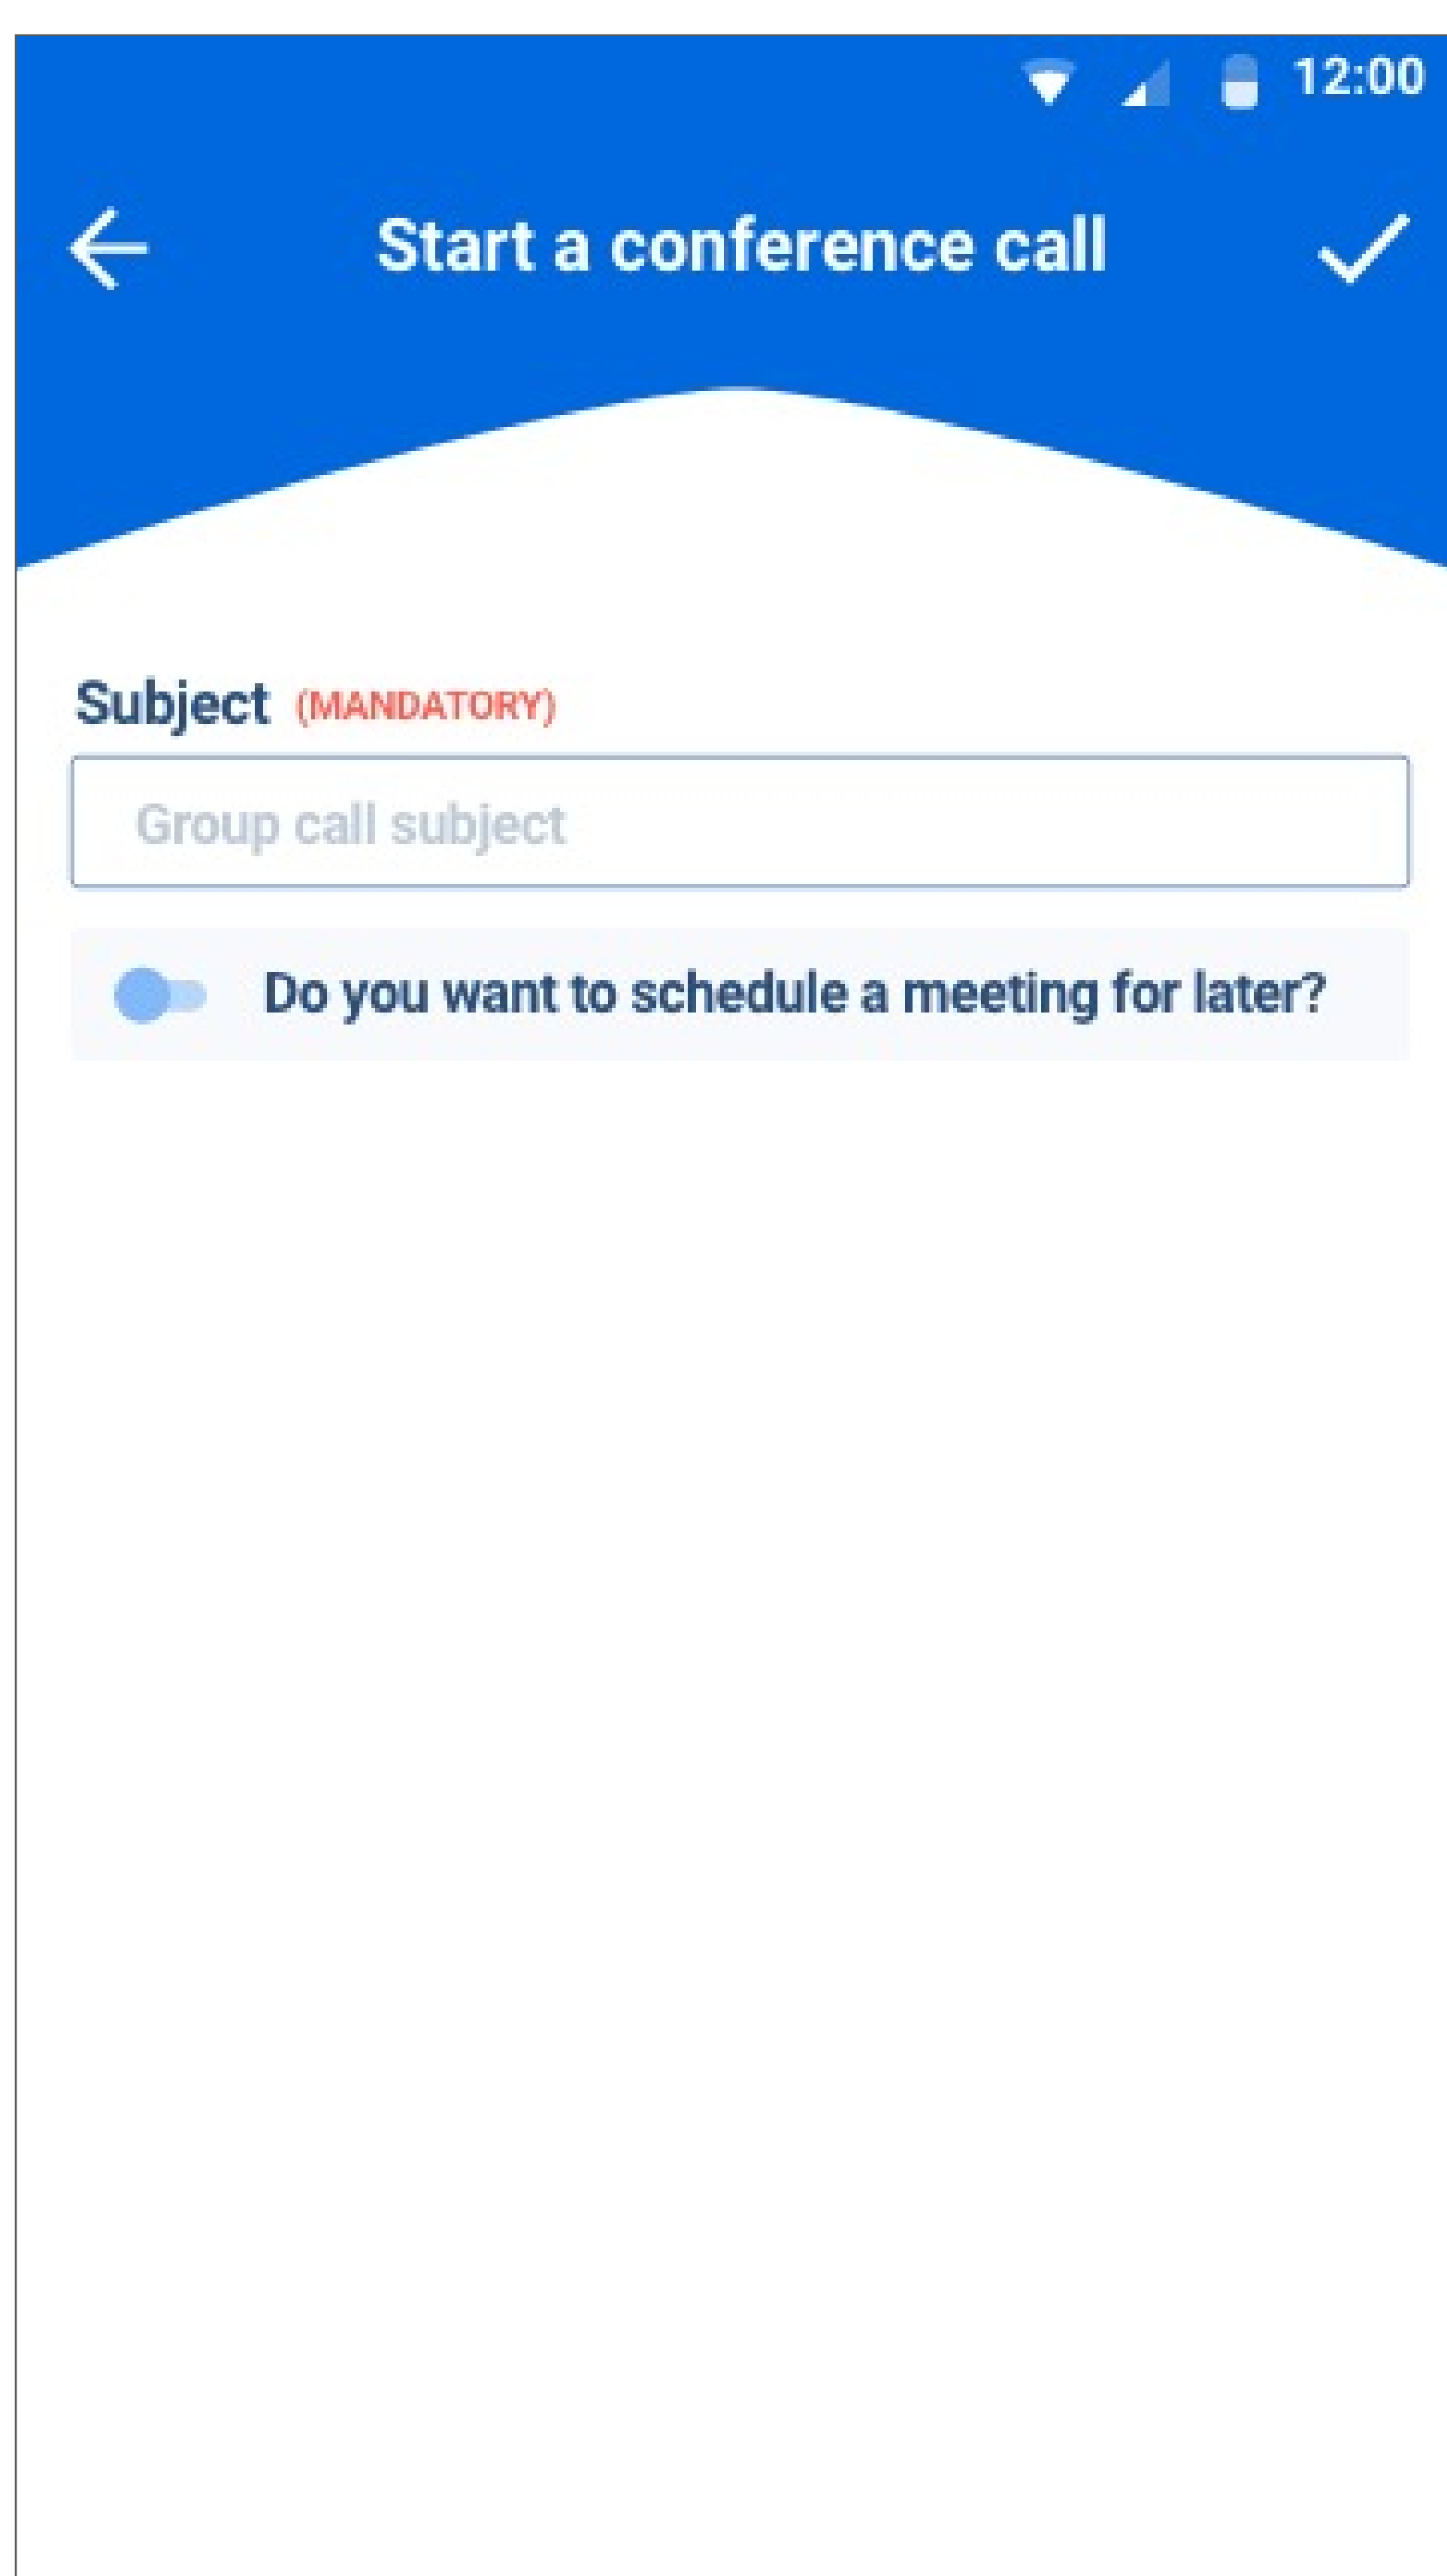 12:00
Start a conference call
Subject (MANDATORY)
Group call subject
Do you want to schedule a meeting for later?